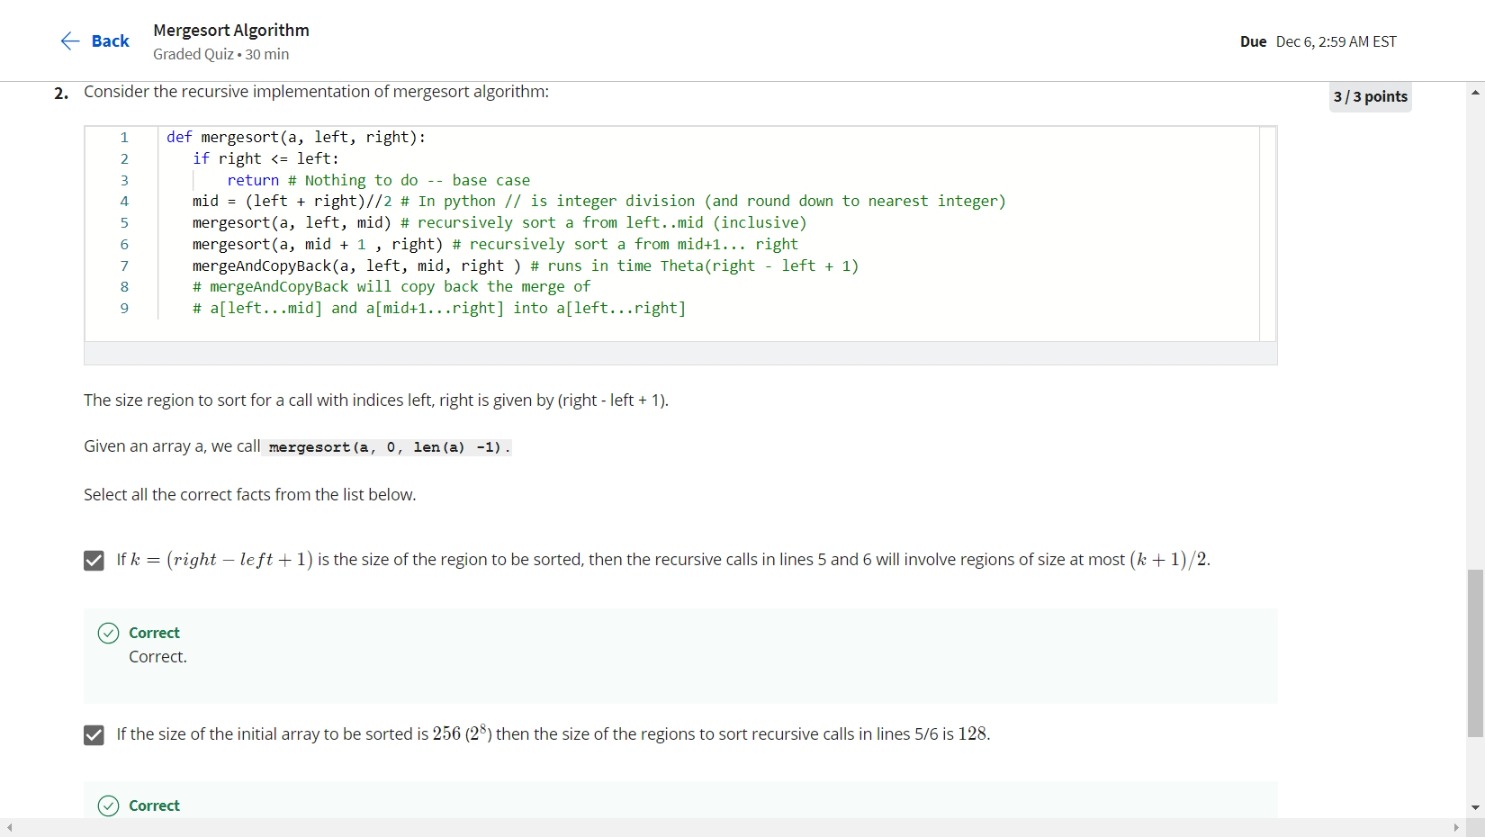 Back
Mergesort Algorithm
Graded Quiz • 30 min
Due Dec 6, 2:59 AM EST
2. Consider the recursive implementation of mergesort algorithm:
3 / 3 points
1 def mergesort(a, left, right):
2 if right <= left:
3 return # Nothing to do -- base case
4 mid = (left + right)//2 # In python // is integer division (and round down to nearest integer)
5 mergesort(a, left, mid) # recursively sort a from left..mid (inclusive)
6 mergesort(a, mid + 1 , right) # recursively sort a from mid+1... right
7 mergeAndCopyBack(a, left, mid, right ) # runs in time Theta(right - left + 1)
8 # mergeAndCopyBack will copy back the merge of
9 # a[left...mid] and a[mid+1...right] into a[left...right]
The size region to sort for a call with indices left, right is given by (right - left + 1).
Given an array a, we call mergesort(a, 0, len(a) -1).
Select all the correct facts from the list below.
If k = (right − left + 1) is the size of the region to be sorted, then the recursive calls in lines 5 and 6 will involve regions of size at most (k + 1)/2.
Correct
Correct.
If the size of the initial array to be sorted is 256 (2⁸) then the size of the regions to sort recursive calls in lines 5/6 is 128.
Correct